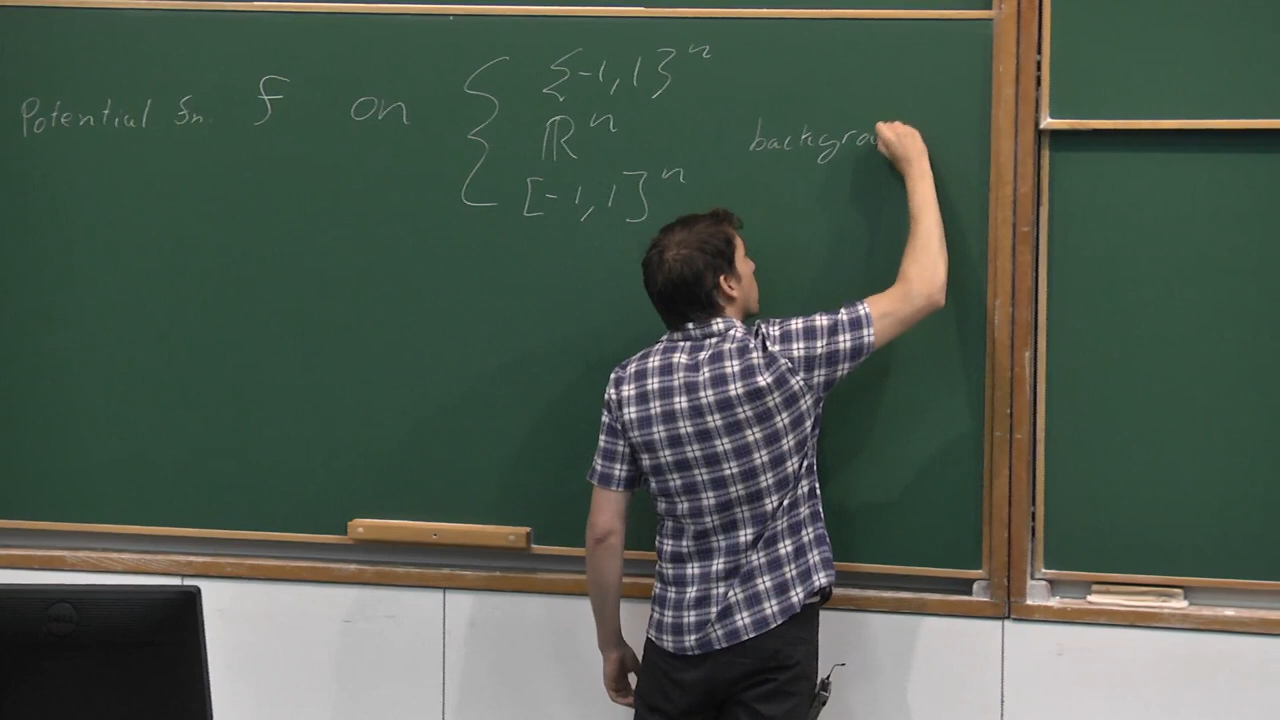 Potential fn. f on { {-1,1}^n
ℝ^n
[-1,1]^n
backgrou